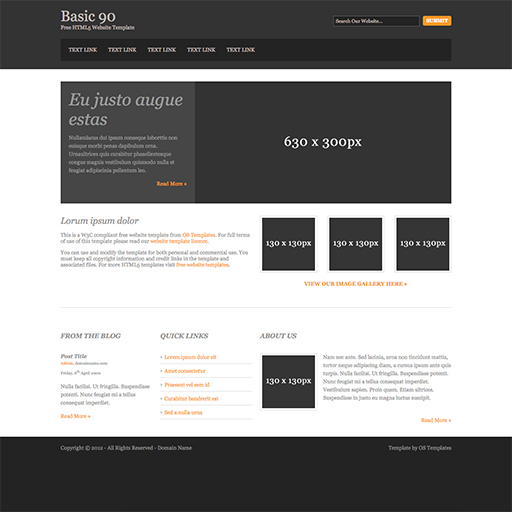 Basic 90
Free HTML5 Website Template
Search Our Website...
SUBMIT
TEXT LINK TEXT LINK TEXT LINK TEXT LINK TEXT LINK
Eu justo augue
estas
Nullamlacus dui ipsum conseque loborttis non
euisque morbi penas dapibulum orna.
Urnaultrices quis curabitur phasellentesque
congue magnis vestibulum quismodo nulla et
feugiat adipiscinia pellentum leo.
Read More »
630 x 300px
Lorum ipsum dolor
This is a W3C compliant free website template from OS Templates. For full terms
of use of this template please read our website template licence.
You can use and modify the template for both personal and commercial use. You
must keep all copyright information and credit links in the template and
associated files. For more HTML5 templates visit free website templates.
130 x 130px
130 x 130px
130 x 130px
VIEW OUR IMAGE GALLERY HERE »
FROM THE BLOG
Post Title
Admin, domainname.com
Friday, 6th April 2000
Nulla facilisi. Ut fringilla. Suspendisse
potenti. Nunc feugiat mi a tellus
consequat imperdiet.
Read More »
QUICK LINKS
Lorem ipsum dolor sit
Amet consectetur
Praesent vel sem id
Curabitur hendrerit est
Sed a nulla urna
ABOUT US
130 x 130px
Nam nec ante. Sed lacinia, urna non tincidunt mattis,
tortor neque adipiscing diam, a cursus ipsum ante quis
turpis. Nulla facilisi. Ut fringilla. Suspendisse potenti.
Nunc feugiat mi a tellus consequat imperdiet.
Vestibulum sapien. Proin quam. Etiam ultrices.
Suspendisse in justo eu magna luctus suscipit.
Read More »
Copyright © 2012 - All Rights Reserved - Domain Name
Template by OS Templates